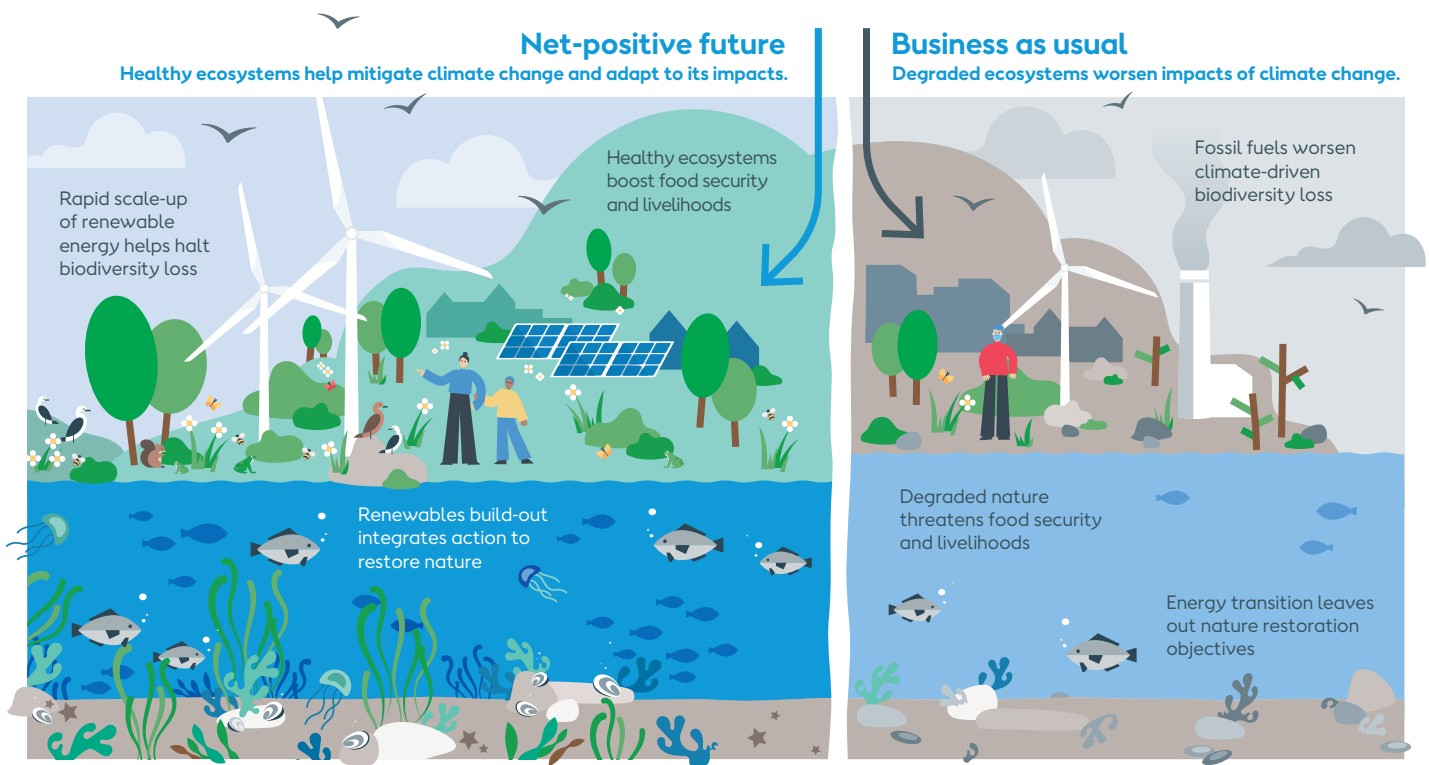 Net-positive future
Healthy ecosystems help mitigate climate change and adapt to its impacts.
Rapid scale-up
of renewable
energy helps halt
biodiversity loss
Healthy ecosystems
boost food security
and livelihoods
Renewables build-out
integrates action to
restore nature
Business as usual
Degraded ecosystems worsen impacts of climate change.
Fossil fuels worsen
climate-driven
biodiversity loss
Degraded nature
threatens food security
and livelihoods
Energy transition leaves
out nature restoration
objectives